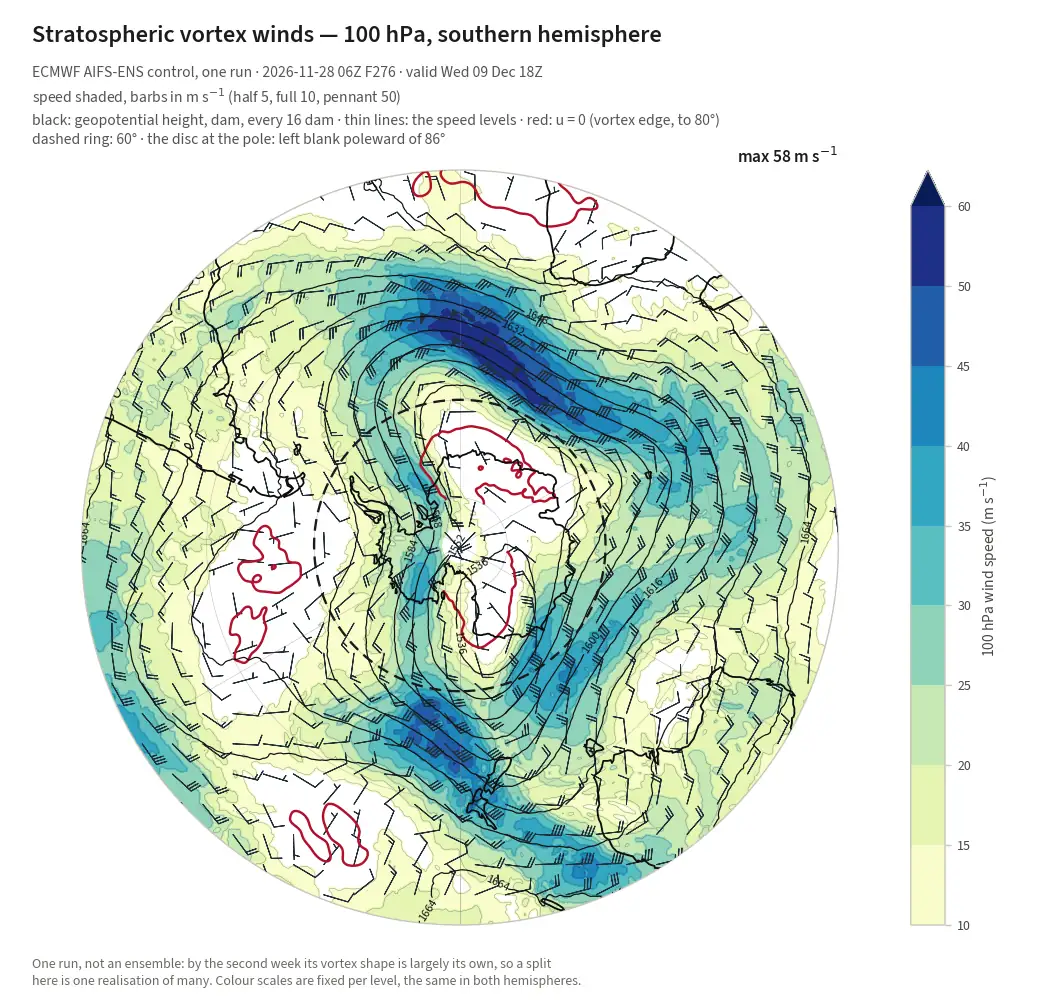 Stratospheric vortex winds — 100 hPa, southern hemisphere
ECMWF AIFS-ENS control, one run · 2026-11-28 06Z F276 · valid Wed 09 Dec 18Z
speed shaded, barbs in m s⁻¹ (half 5, full 10, pennant 50)
black: geopotential height, dam, every 16 dam · thin lines: the speed levels · red: u = 0 (vortex edge, to 80°)
dashed ring: 60° · the disc at the pole: left blank poleward of 86°
max 58 m s⁻¹
60
50
45
40
35
30
25
20
15
10
100 hPa wind speed (m s⁻¹)
1632
1664
1664
1584
1536
1616
1600
1536
1664
1664
One run, not an ensemble: by the second week its vortex shape is largely its own, so a split
here is one realisation of many. Colour scales are fixed per level, the same in both hemispheres.